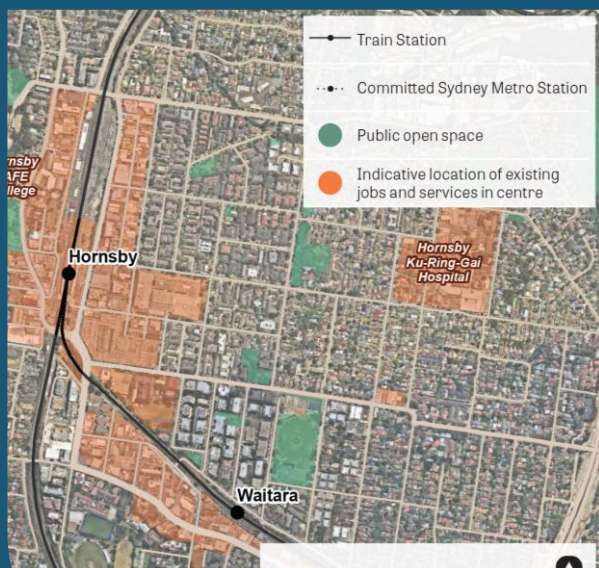 Train Station
Committed Sydney Metro Station
Public open space
Indicative location of existing
jobs and services in centre
rnsby
AFE
llege
Hornsby
Hornsby
Ku-Ring-Gai
Hospital
Waitara